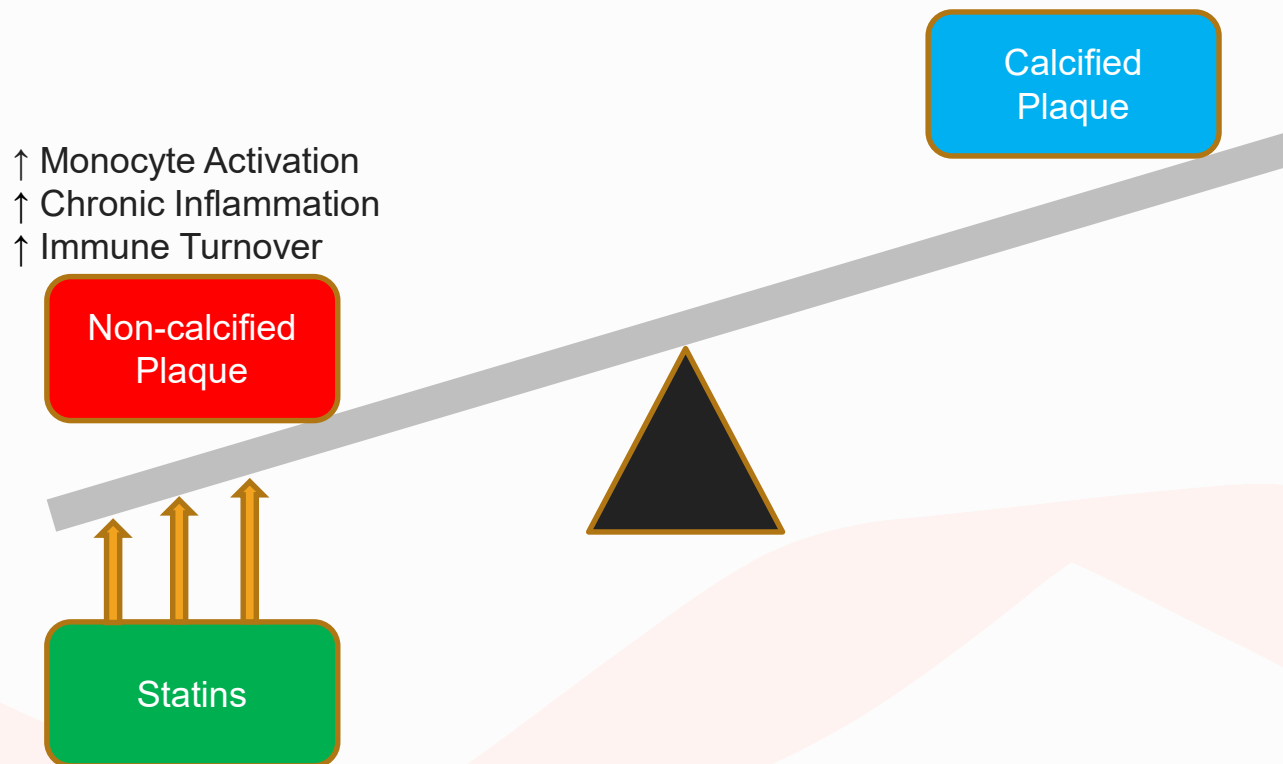 Calcified
Plaque
↑ Monocyte Activation
↑ Chronic Inflammation
↑ Immune Turnover
Non-calcified
Plaque
Statins